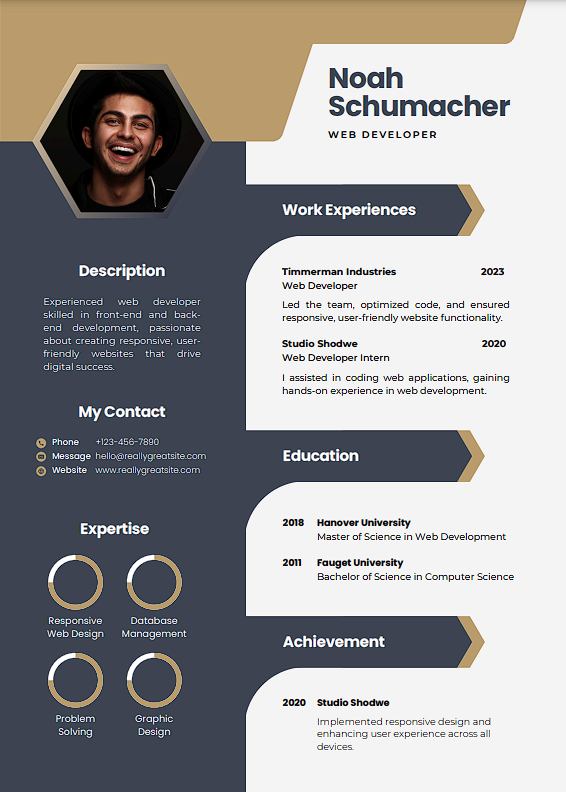 Noah
Schumacher
WEB DEVELOPER
Description
Experienced web developer
skilled in front-end and back-
end development, passionate
about creating responsive, user-
friendly websites that drive
digital success.
My Contact
Phone +123-456-7890
Message hello@reallygreatsite.com
Website www.reallygreatsite.com
Expertise
Responsive
Web Design
Database
Management
Problem
Solving
Graphic
Design
Work Experiences
Timmerman Industries 2023
Web Developer
Led the team, optimized code, and ensured
responsive, user-friendly website functionality.
Studio Shodwe 2020
Web Developer Intern
I assisted in coding web applications, gaining
hands-on experience in web development.
Education
2018 Hanover University
Master of Science in Web Development
2011 Fauget University
Bachelor of Science in Computer Science
Achievement
2020 Studio Shodwe
Implemented responsive design and
enhancing user experience across all
devices.